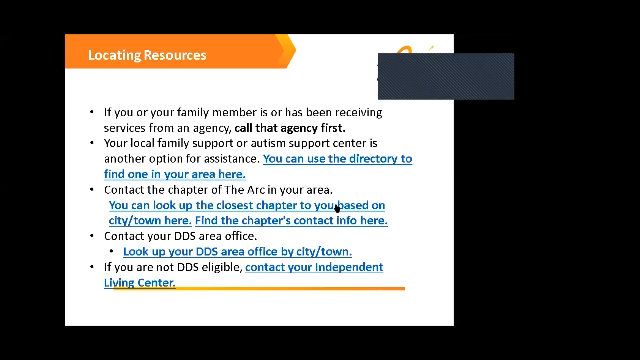 Locating Resources
• If you or your family member is or has been receiving
services from an agency, call that agency first.
• Your local family support or autism support center is
another option for assistance. You can use the directory to
find one in your area here.
• Contact the chapter of The Arc in your area.
You can look up the closest chapter to you based on
city/town here. Find the chapter's contact info here.
• Contact your DDS area office.
• Look up your DDS area office by city/town.
• If you are not DDS eligible, contact your Independent
Living Center.